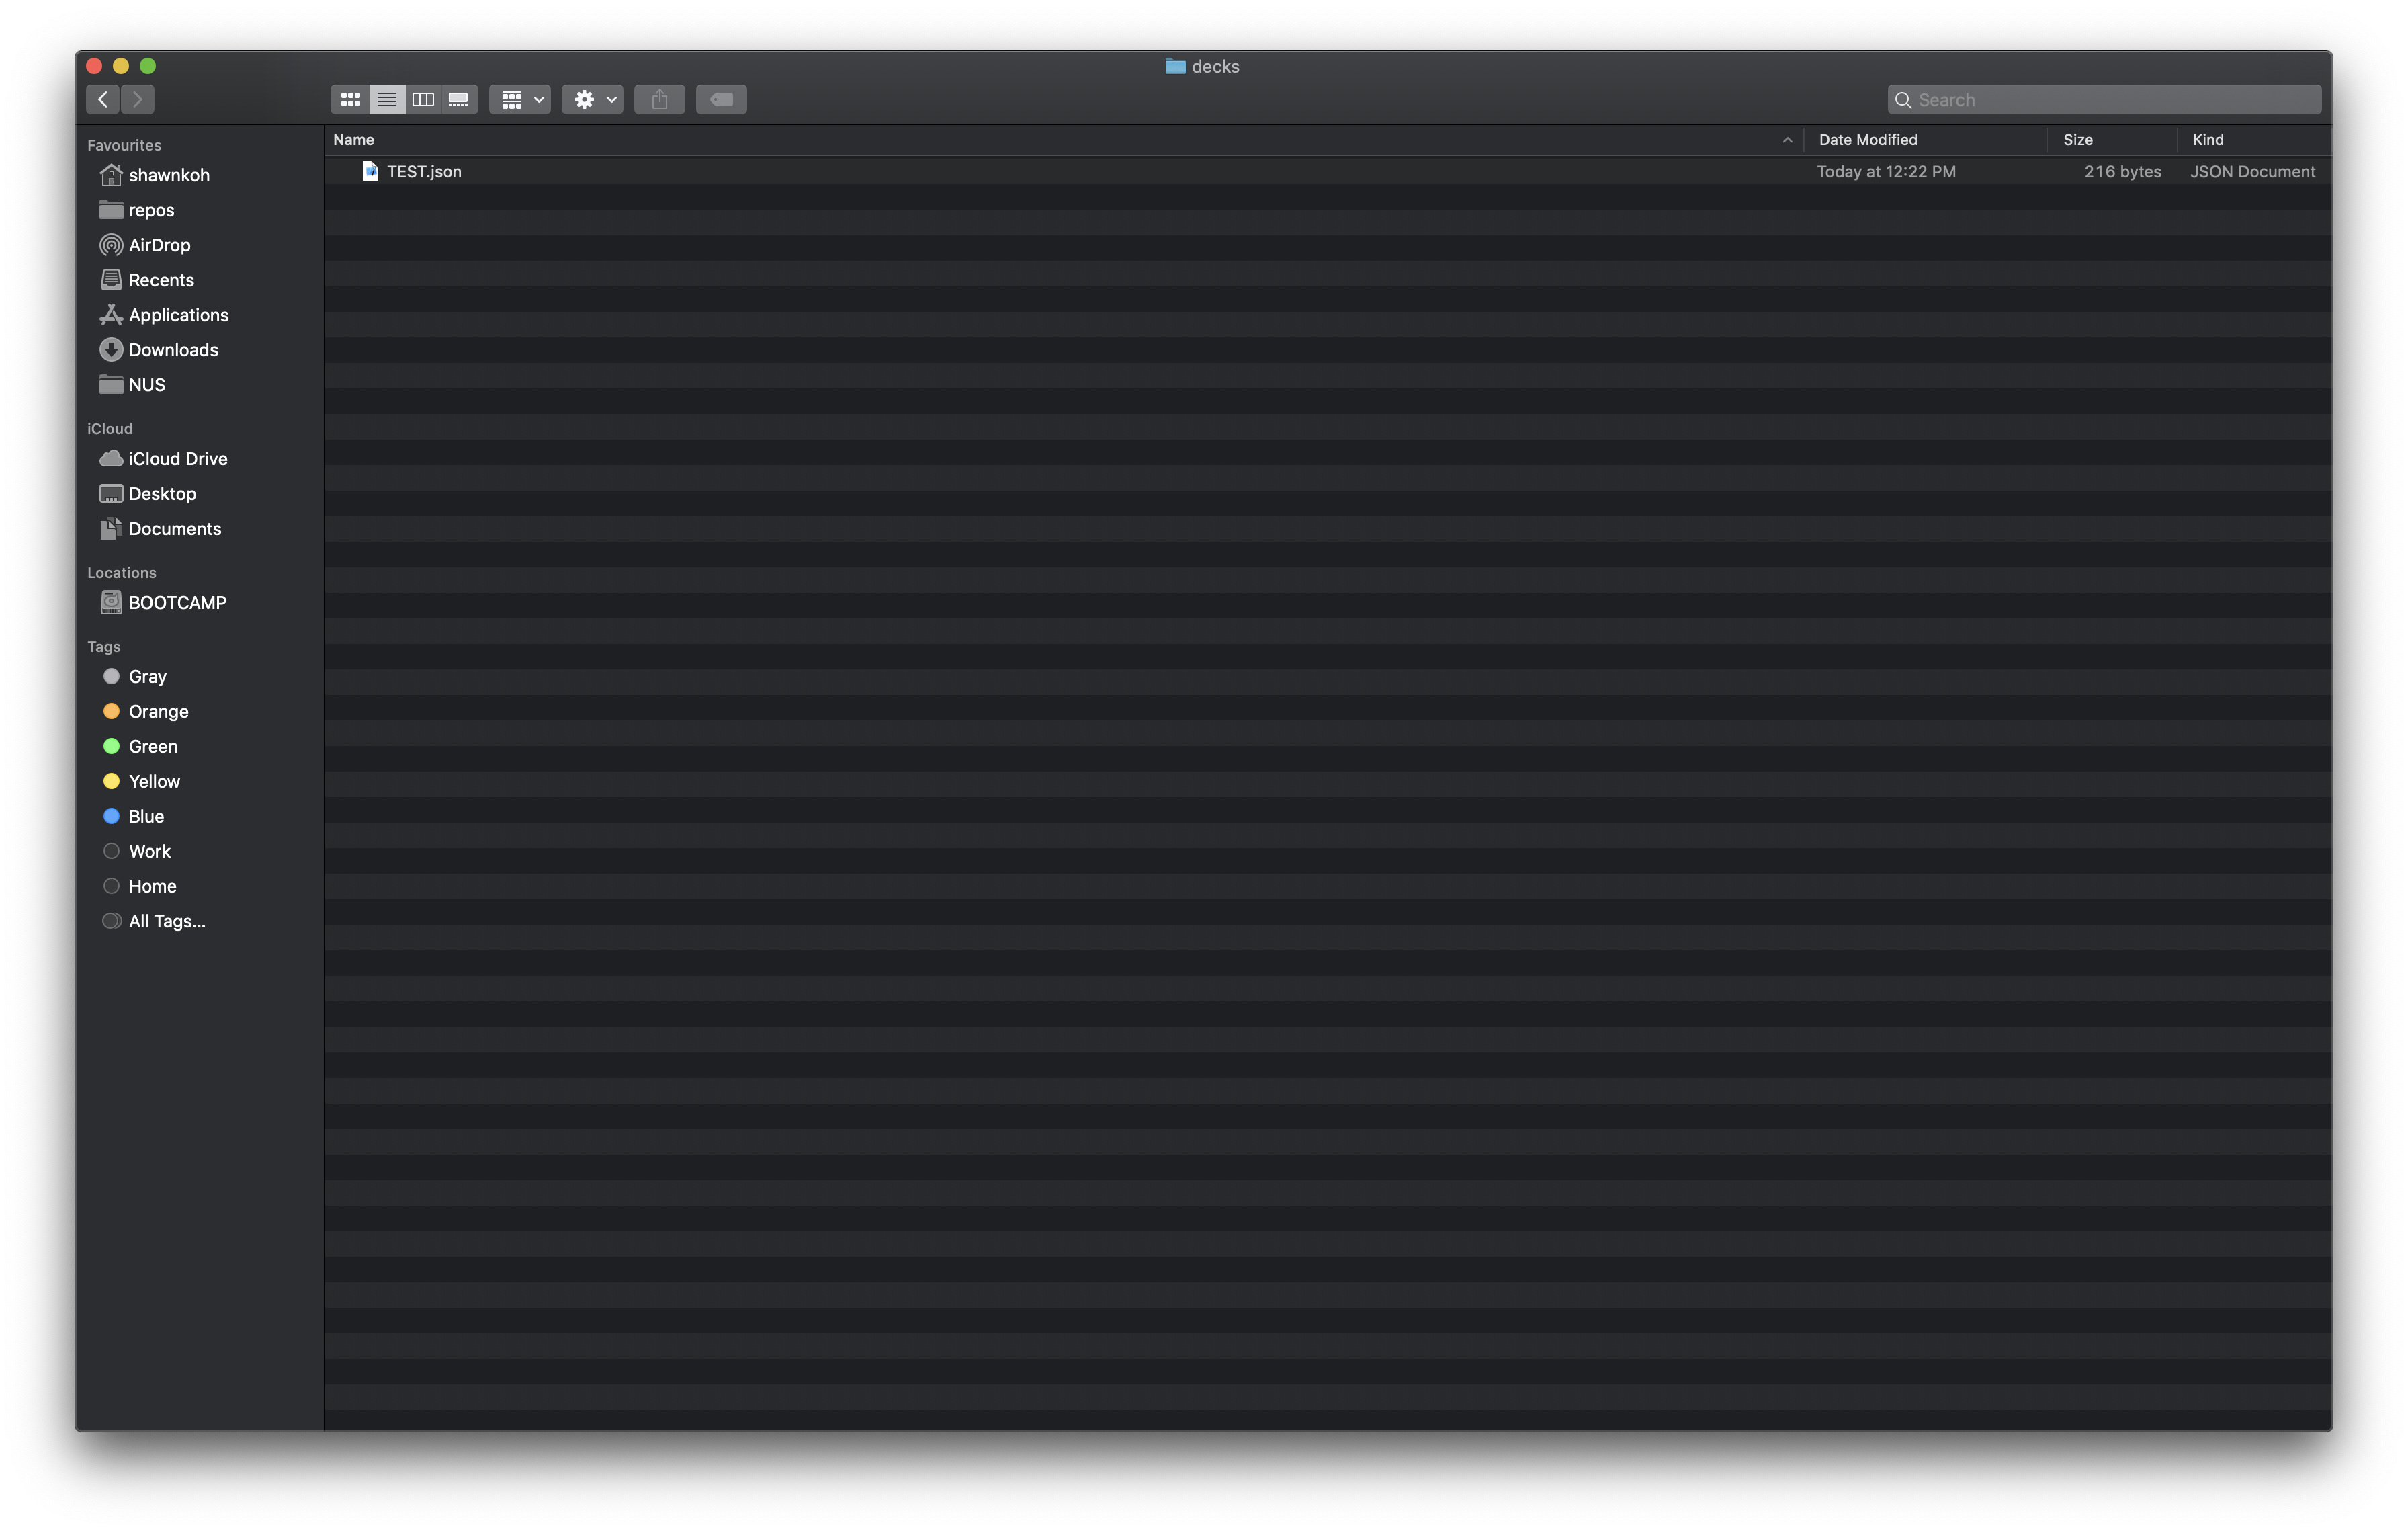 decks
Search
Favourites
shawnkoh
repos
AirDrop
Recents
Applications
Downloads
NUS
iCloud
iCloud Drive
Desktop
Documents
Locations
BOOTCAMP
Tags
Gray
Orange
Green
Yellow
Blue
Work
Home
All Tags...
Name Date Modified Size Kind
TEST.json Today at 12:22 PM 216 bytes JSON Document